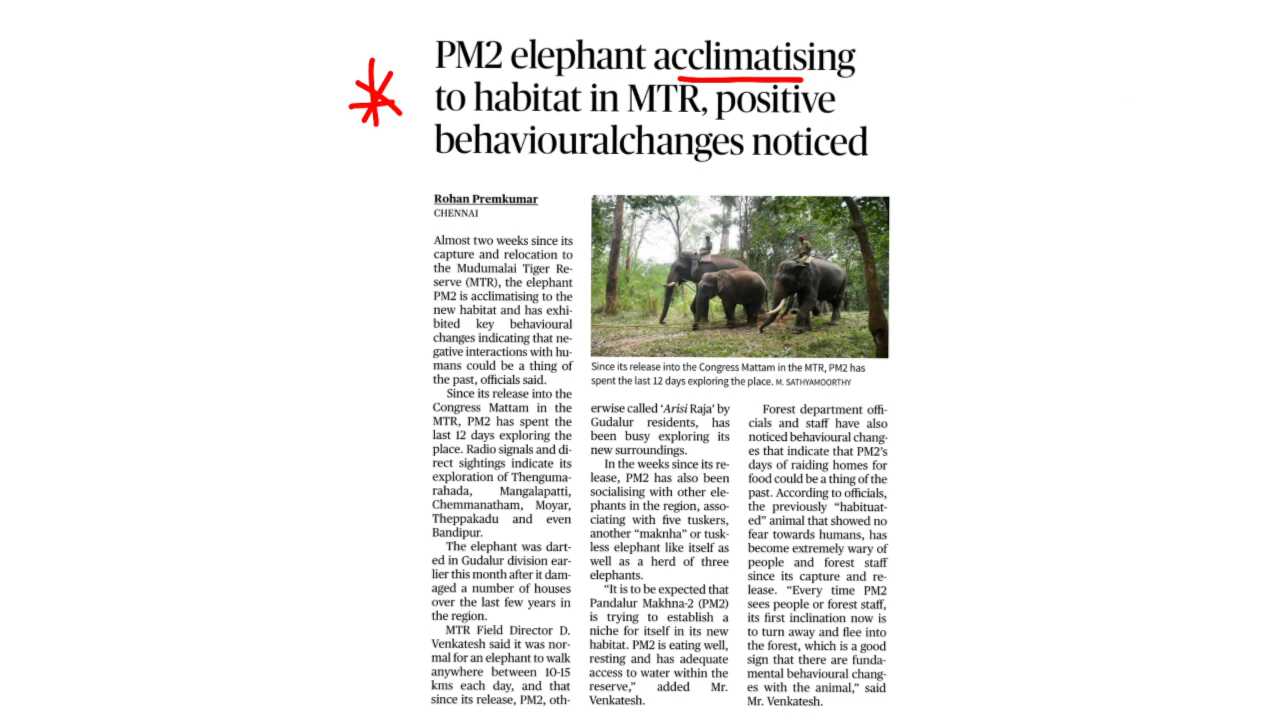 PM2 elephant acclimatising
to habitat in MTR, positive
behaviouralchanges noticed
Rohan Premkumar
CHENNAI
Almost two weeks since its
capture and relocation to
the Mudumalai Tiger Re-
serve (MTR), the elephant
PM2 is acclimatising to the
new habitat and has exhi-
bited key behavioural
changes indicating that ne-
gative interactions with hu-
mans could be a thing of
the past, officials said.
Since its release into the
Congress Mattam in the
MTR, PM2 has spent the
last 12 days exploring the
place. Radio signals and di-
rect sightings indicate its
exploration of Thenguma-
rahada, Mangalapatti,
Chemmanatham, Moyar,
Theppakadu and even
Bandipur.
The elephant was dart-
ed in Gudalur division ear-
lier this month after it dam-
aged a number of houses
over the last few years in
the region.
MTR Field Director D.
Venkatesh said it was nor-
mal for an elephant to walk
anywhere between 10-15
kms each day, and that
since its release, PM2, oth-
Since its release into the Congress Mattam in the MTR, PM2 has
spent the last 12 days exploring the place. M. SATHYAMOORTHY
erwise called 'Arisi Raja' by
Gudalur residents, has
been busy exploring its
new surroundings.
In the weeks since its re-
lease, PM2 has also been
socialising with other ele-
phants in the region, asso-
ciating with five tuskers,
another "maknha" or tusk-
less elephant like itself as
well as a herd of three
elephants.
"It is to be expected that
Pandalur Makhna-2 (PM2)
is trying to establish a
niche for itself in its new
habitat. PM2 is eating well,
resting and has adequate
access to water within the
reserve," added Mr.
Venkatesh.
Forest department offi-
cials and staff have also
noticed behavioural chang-
es that indicate that PM2's
days of raiding homes for
food could be a thing of the
past. According to officials,
the previously "habituat-
ed" animal that showed no
fear towards humans, has
become extremely wary of
people and forest staff
since its capture and re-
lease. "Every time PM2
sees people or forest staff,
its first inclination now is
to turn away and flee into
the forest, which is a good
sign that there are funda-
mental behavioural chang-
es with the animal," said
Mr. Venkatesh.